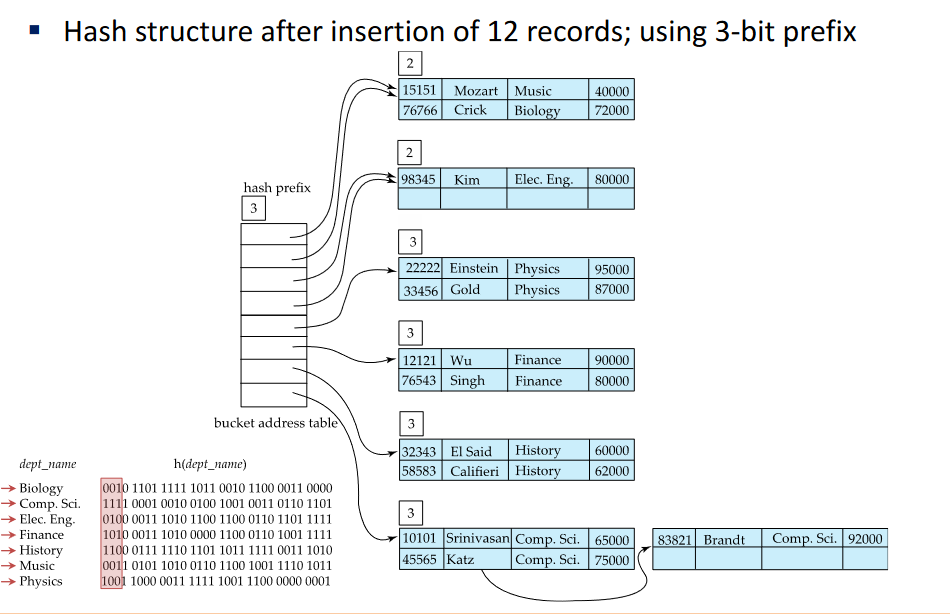 ▪ Hash structure after insertion of 12 records; using 3-bit prefix
2
15151 Mozart Music 40000
76766 Crick Biology 72000
2
98345 Kim Elec. Eng. 80000
hash prefix
3
3
22222 Einstein Physics 95000
33456 Gold Physics 87000
3
12121 Wu Finance 90000
76543 Singh Finance 80000
bucket address table
3
32343 El Said History 60000
58583 Califieri History 62000
3
10101 Srinivasan Comp. Sci. 65000
45565 Katz Comp. Sci. 75000
83821 Brandt Comp. Sci. 92000
dept_name h(dept_name)
Biology 0010 1101 1111 1011 0010 1100 0011 0000
Comp. Sci. 1111 0001 0010 0100 1001 0011 0110 1101
Elec. Eng. 0100 0011 1010 1100 1100 0110 1101 1111
Finance 1010 0011 1010 0000 1100 0110 1001 1111
History 1100 0111 1110 1101 1011 1111 0011 1010
Music 0011 0101 1010 0110 1100 1001 1110 1011
Physics 1001 1000 0011 1111 1001 1100 0000 0001